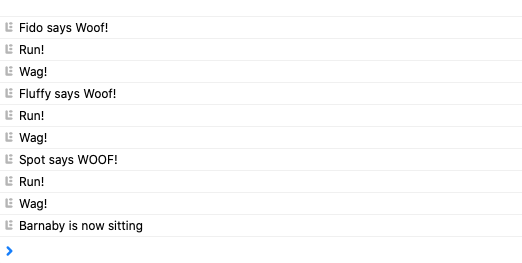 Fido says Woof!
Run!
Wag!
Fluffy says Woof!
Run!
Wag!
Spot says WOOF!
Run!
Wag!
Barnaby is now sitting